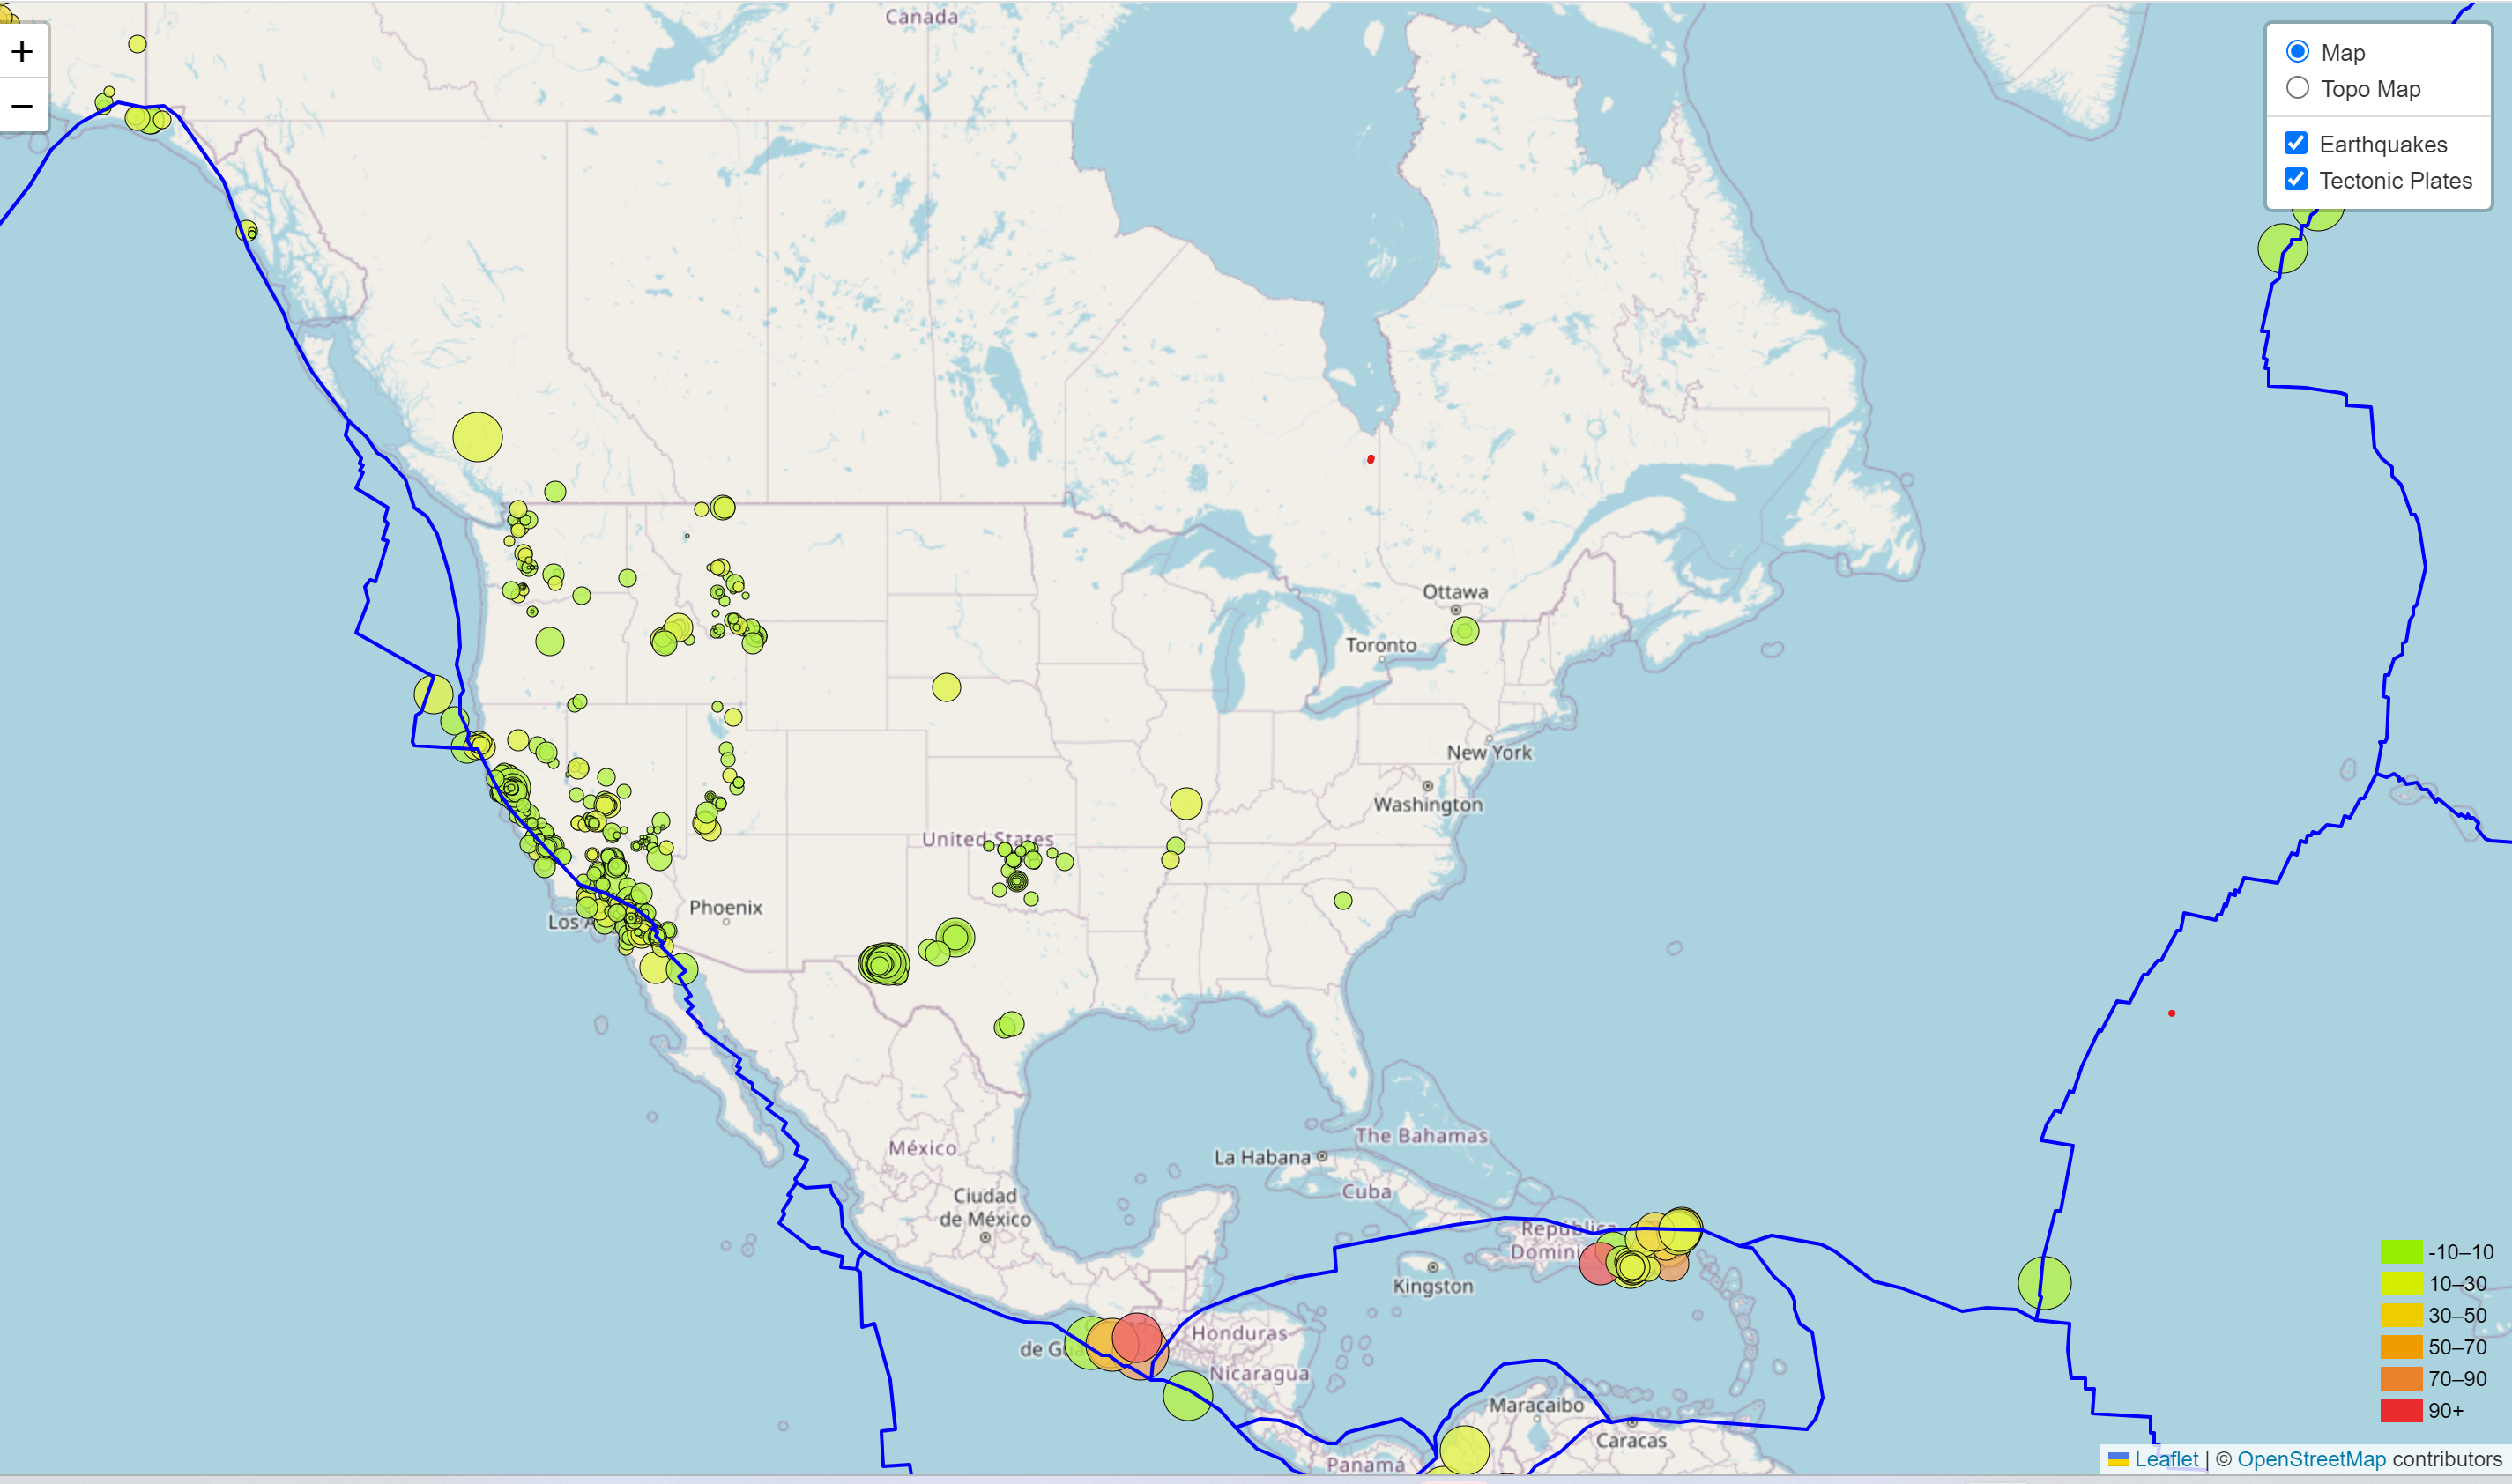 Canada
+
−
Map
Topo Map
Earthquakes
Tectonic Plates
Ottawa
Toronto
New York
Washington
United States
Phoenix
Los
México
The Bahamas
La Habana
Cuba
Ciudad
de México
República
Kingston
Honduras
de
Nicaragua
Maracaibo
Caracas
Panamá
-10–10
10–30
30–50
50–70
70–90
90+
Leaflet | © OpenStreetMap contributors